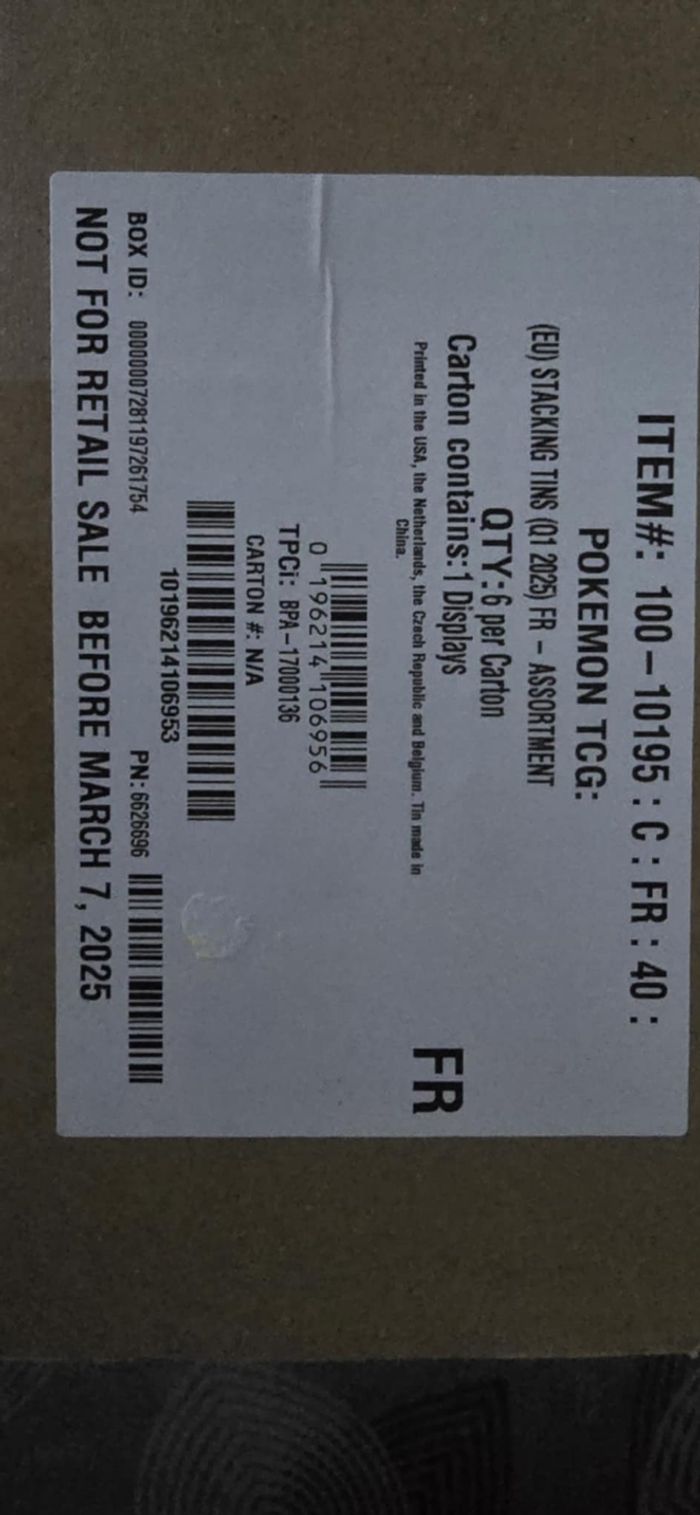 ITEM#: 100-10195 : C : FR : 40 :
POKEMON TCG:
(EU) STACKING TINS (Q1 2025) FR - ASSORTMENT
QTY: 6 per Carton
Carton contains: 1 Displays
Printed in the USA, the Netherlands, the Czech Republic and Belgium. Tin made in
China.
FR
0 196214 106956
TPCi: BPA-17000136
CARTON #: N/A
10196214106953
BOX ID: 00000007281197261754 PN: 6626696
NOT FOR RETAIL SALE BEFORE MARCH 7, 2025